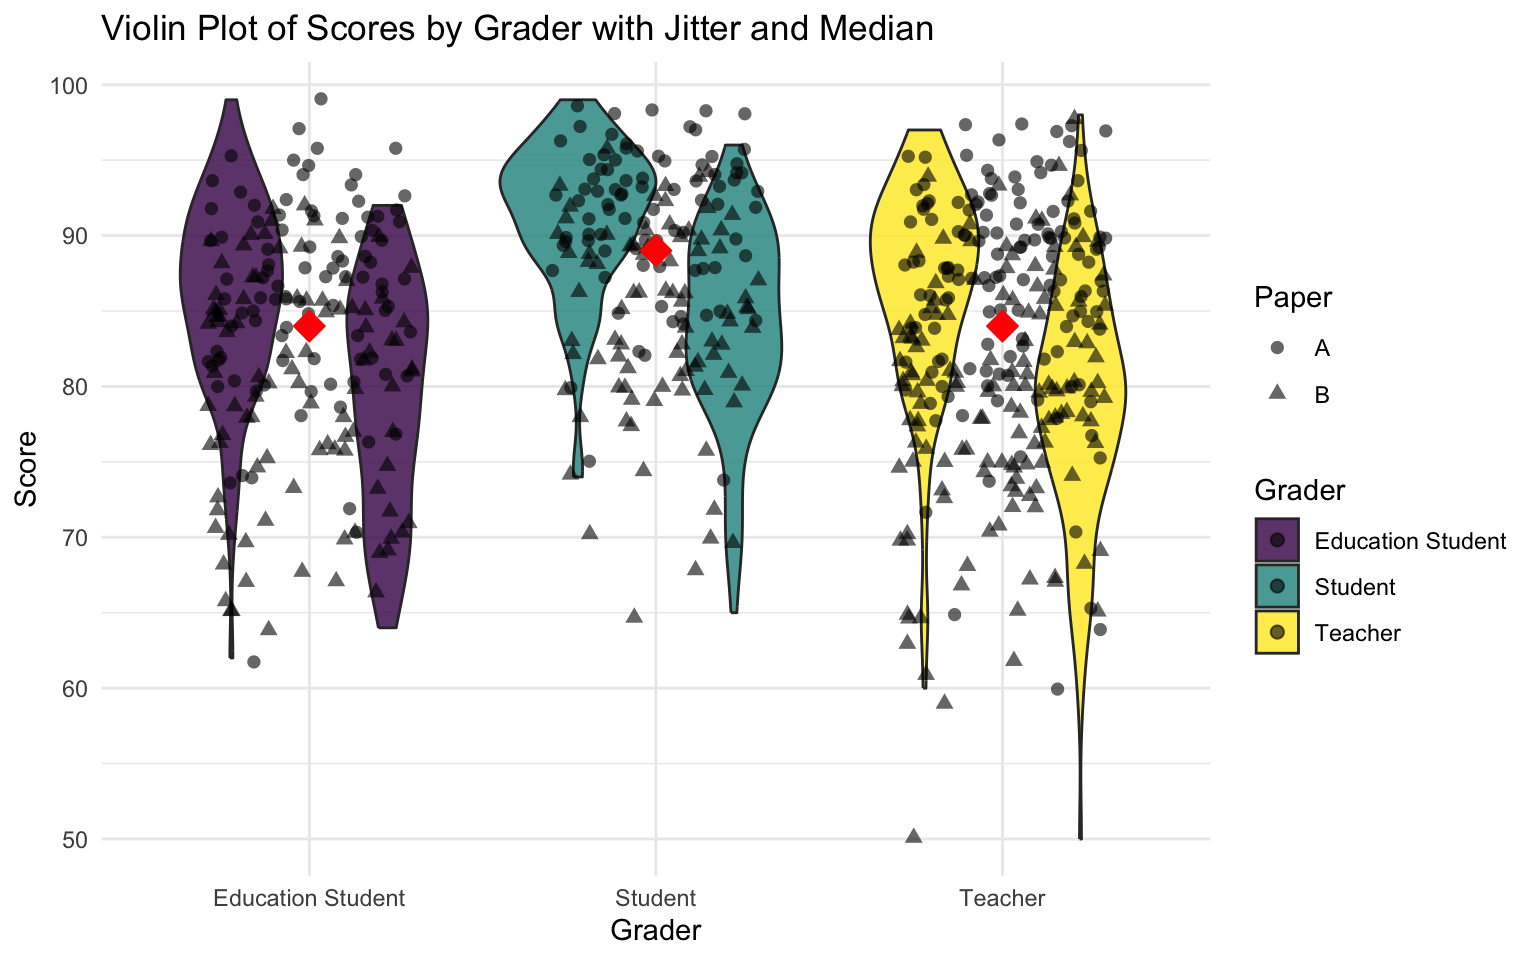 Violin Plot of Scores by Grader with Jitter and Median
100
90
80
70
60
50
Score
Education Student
Student
Teacher
Grader
Paper
A
B
Grader
Education Student
Student
Teacher